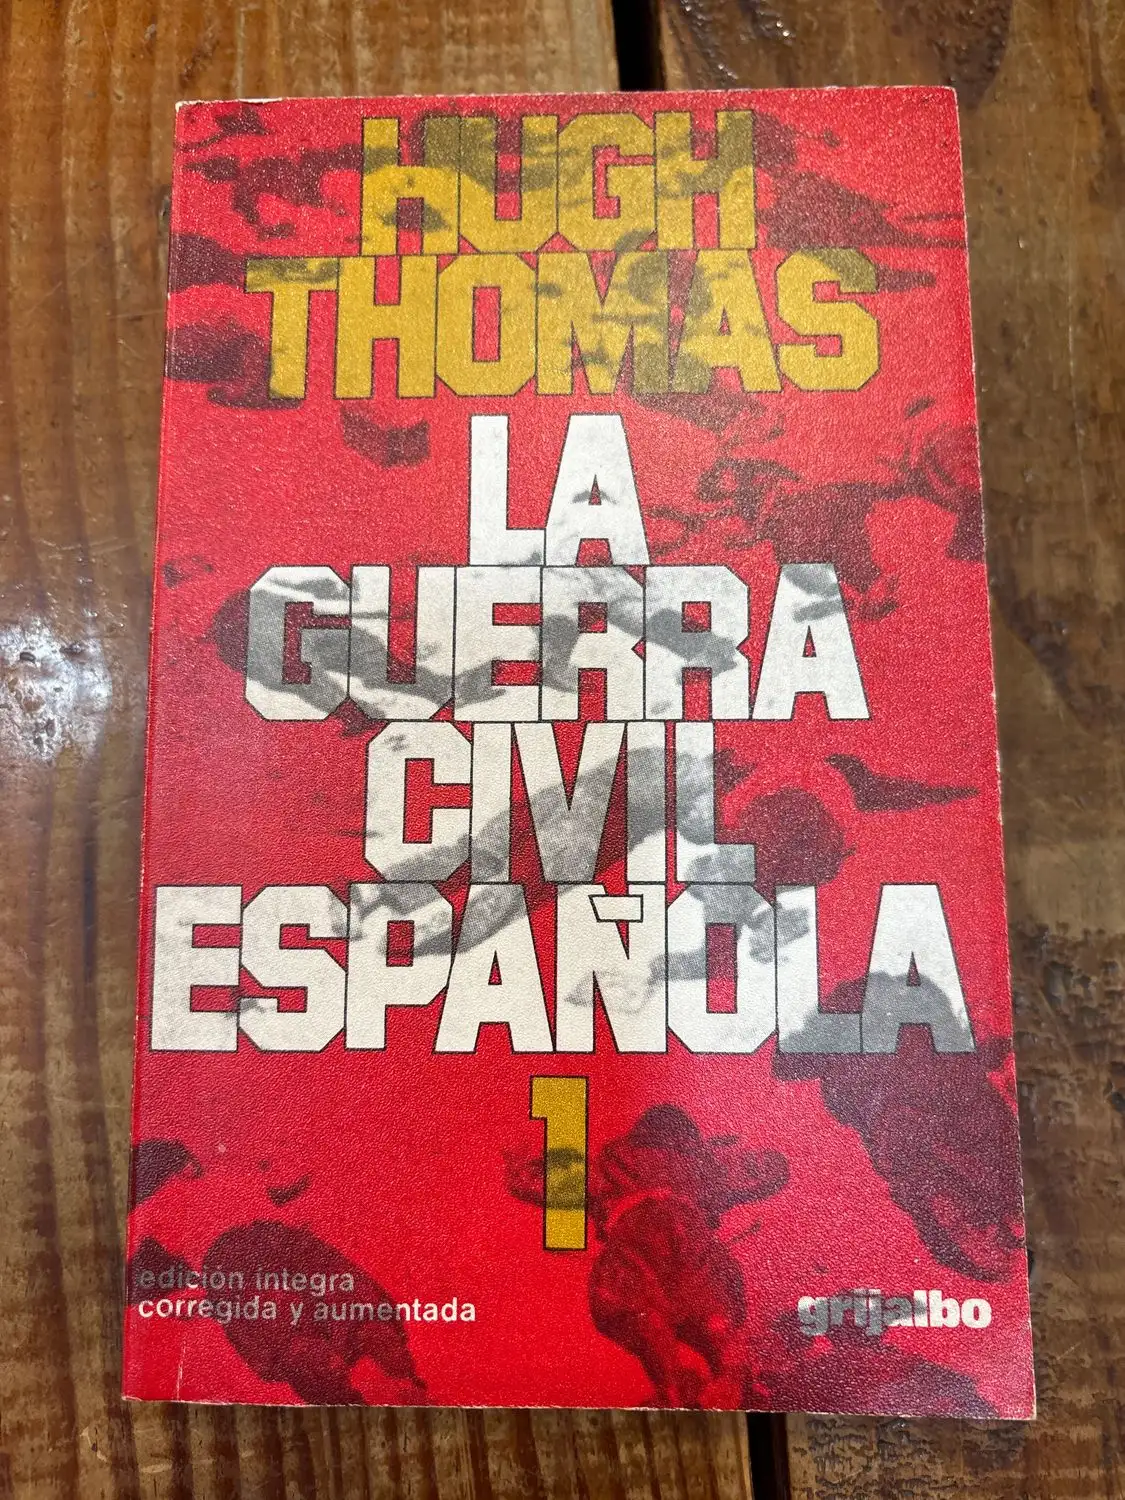 HUGH
THOMAS
LA
GUERRA
CIVIL
ESPAÑOLA
1
edición íntegra
corregida y aumentada
grijalbo